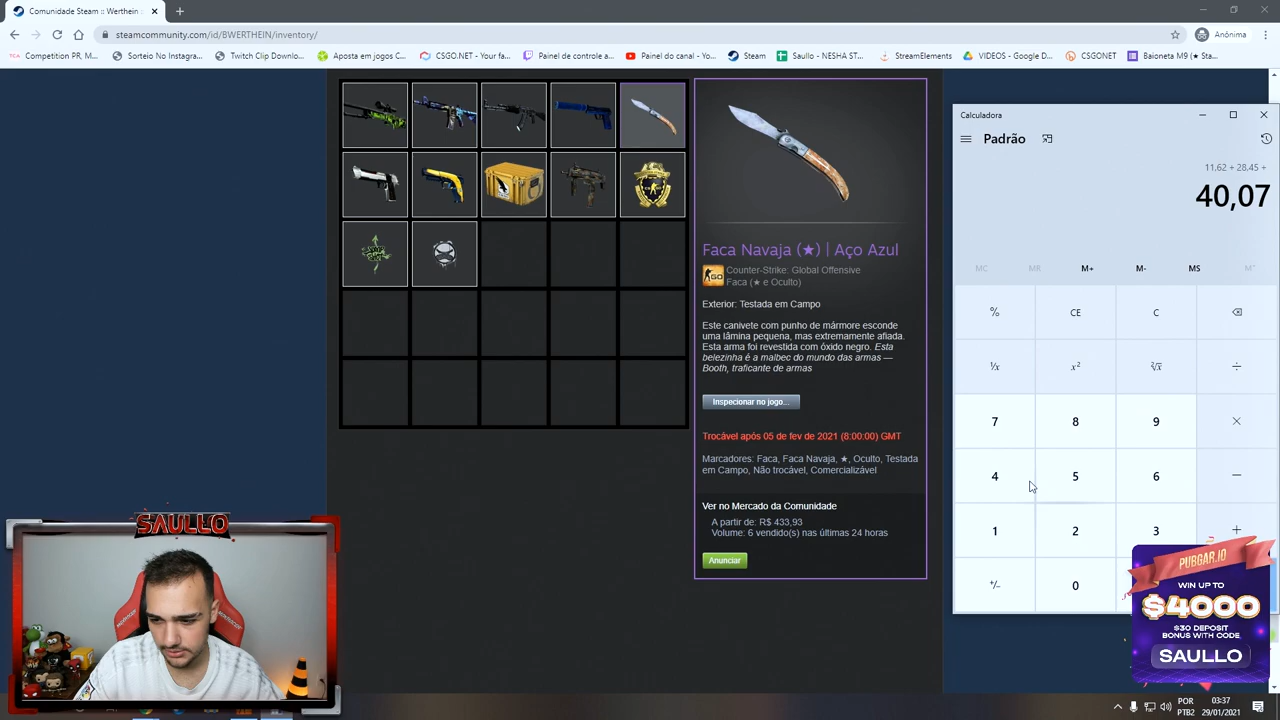 Comunidade Steam :: Werthein ::
steamcommunity.com/id/BWERTHEIN/inventory/
Anônima
Competition PR, M...
Sorteio No Instagra...
Twitch Clip Downlo...
Aposta em jogos C...
CSGO.NET - Your fa...
Painel de controle a...
Painel do canal - Yo...
Steam
Saullo - NESHA ST...
StreamElements
VIDEOS - Google D...
CSGONET
Baioneta M9 (★ Sta...
Faca Navaja (★) | Aço Azul
Counter-Strike: Global Offensive
Faca (★ e Oculto)
Exterior: Testada em Campo
Este canivete com punho de mármore esconde
uma lâmina pequena, mas extremamente afiada.
Esta arma foi revestida com óxido negro. Esta
belezinha é a malbec do mundo das armas —
Booth, traficante de armas
Inspecionar no jogo...
Trocável após 05 de fev de 2021 (8:00:00) GMT
Marcadores: Faca, Faca Navaja, ★, Oculto, Testada
em Campo, Não trocável, Comercializável
Ver no Mercado da Comunidade
A partir de: R$ 433,93
Volume: 6 vendido(s) nas últimas 24 horas
Anunciar
Calculadora
Padrão
11,62 + 28,45 +
40,07
MC MR M+ M- MS
% CE C
¹/x x² ²√x ÷
7 8 9 ×
4 5 6 −
1 2 3 +
+/− 0
SAULLO
PUBGAR.IO
WIN UP TO
$4000
$30 DEPOSIT
BONUS WITH CODE
SAULLO
POR
PTB2
03:37
29/01/2021